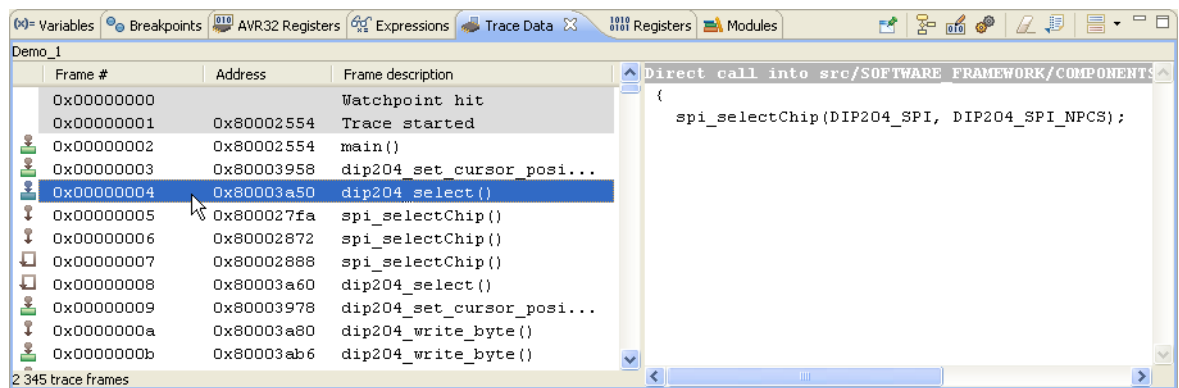 (x)= Variables Breakpoints 010 AVR32 Registers Expressions Trace Data 1010 0101 Registers Modules
Demo_1
Frame # Address Frame description
0x00000000 Watchpoint hit
0x00000001 0x80002554 Trace started
0x00000002 0x80002554 main()
0x00000003 0x80003958 dip204_set_cursor_posi...
0x00000004 0x80003a50 dip204_select()
0x00000005 0x800027fa spi_selectChip()
0x00000006 0x80002872 spi_selectChip()
0x00000007 0x80002888 spi_selectChip()
0x00000008 0x80003a60 dip204_select()
0x00000009 0x80003978 dip204_set_cursor_posi...
0x0000000a 0x80003a80 dip204_write_byte()
0x0000000b 0x80003ab6 dip204_write_byte()
2 345 trace frames
Direct call into src/SOFTWARE_FRAMEWORK/COMPONENTS
{
spi_selectChip(DIP204_SPI, DIP204_SPI_NPCS);